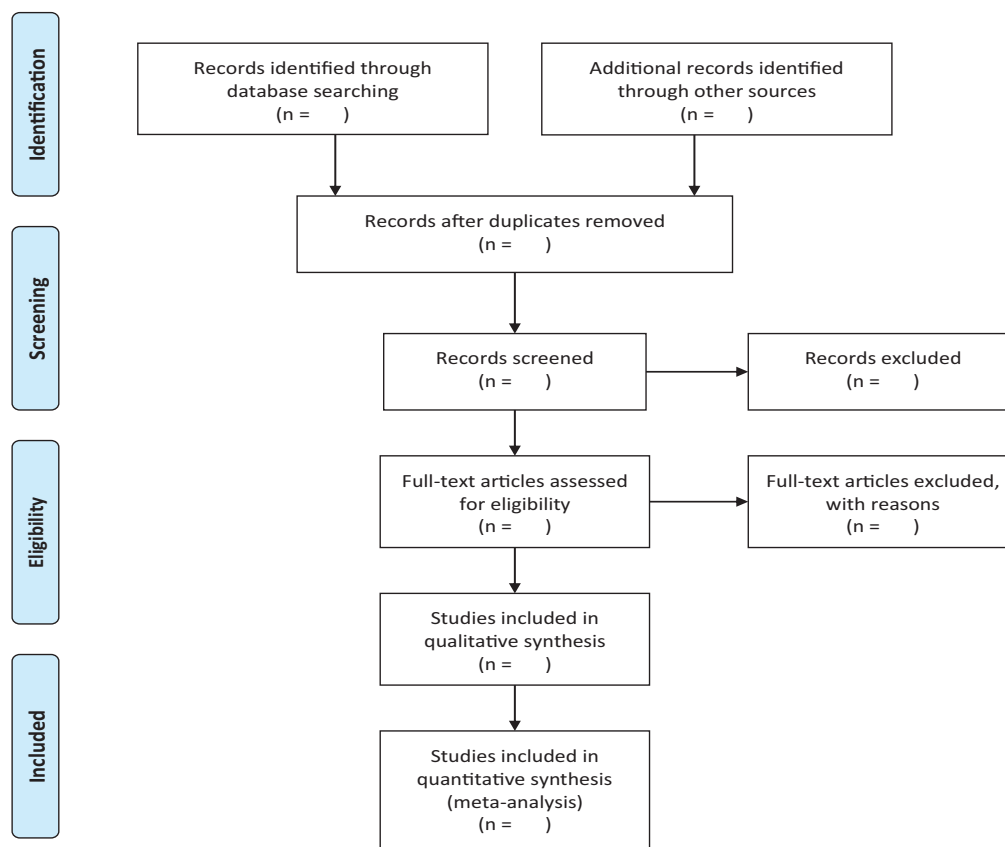 Identification
Records identified through
database searching
(n =      )
Additional records identified
through other sources
(n =      )
Records after duplicates removed
(n =      )
Screening
Records screened
(n =      )
Records excluded
(n =      )
Eligibility
Full-text articles assessed
for eligibility
(n =      )
Full-text articles excluded,
with reasons
(n =      )
Studies included in
qualitative synthesis
(n =      )
Included
Studies included in
quantitative synthesis
(meta-analysis)
(n =      )